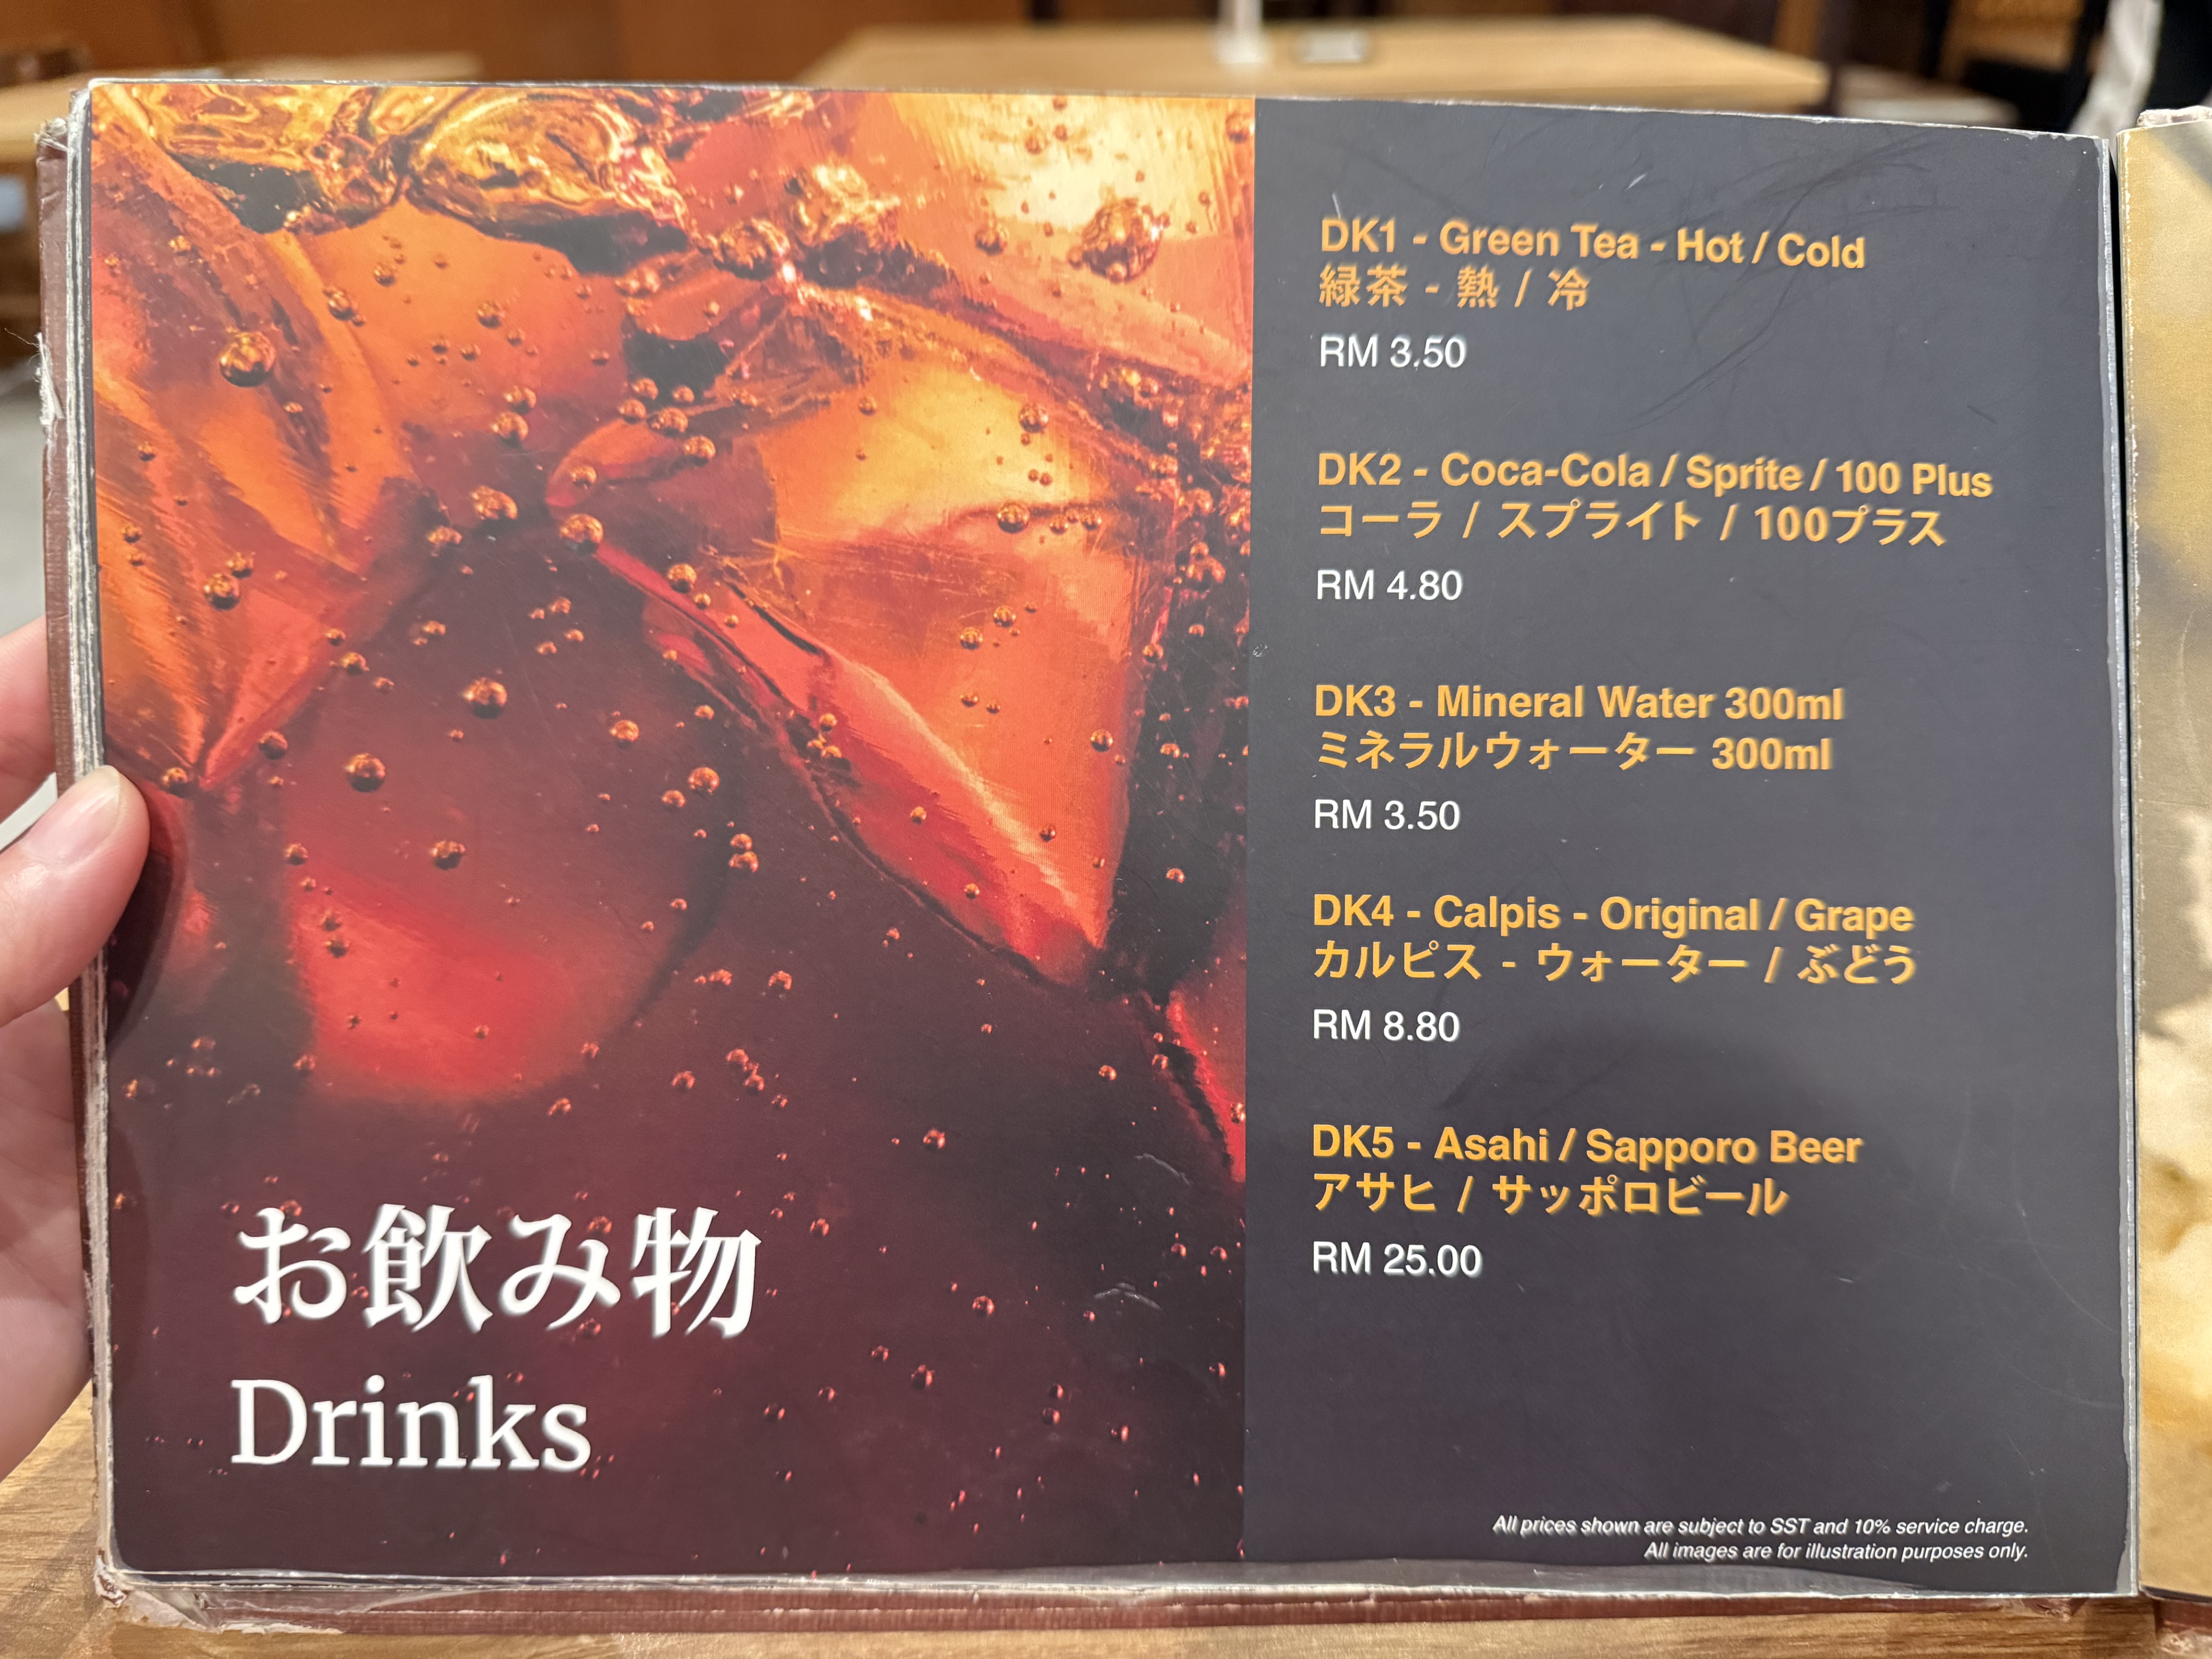 お飲み物
Drinks
DK1 - Green Tea - Hot / Cold
緑茶 - 熱 / 冷
RM 3.50
DK2 - Coca-Cola / Sprite / 100 Plus
コーラ / スプライト / 100プラス
RM 4.80
DK3 - Mineral Water 300ml
ミネラルウォーター 300ml
RM 3.50
DK4 - Calpis - Original / Grape
カルピス - ウォーター / ぶどう
RM 8.80
DK5 - Asahi / Sapporo Beer
アサヒ / サッポロビール
RM 25.00
All prices shown are subject to SST and 10% service charge.
All images are for illustration purposes only.